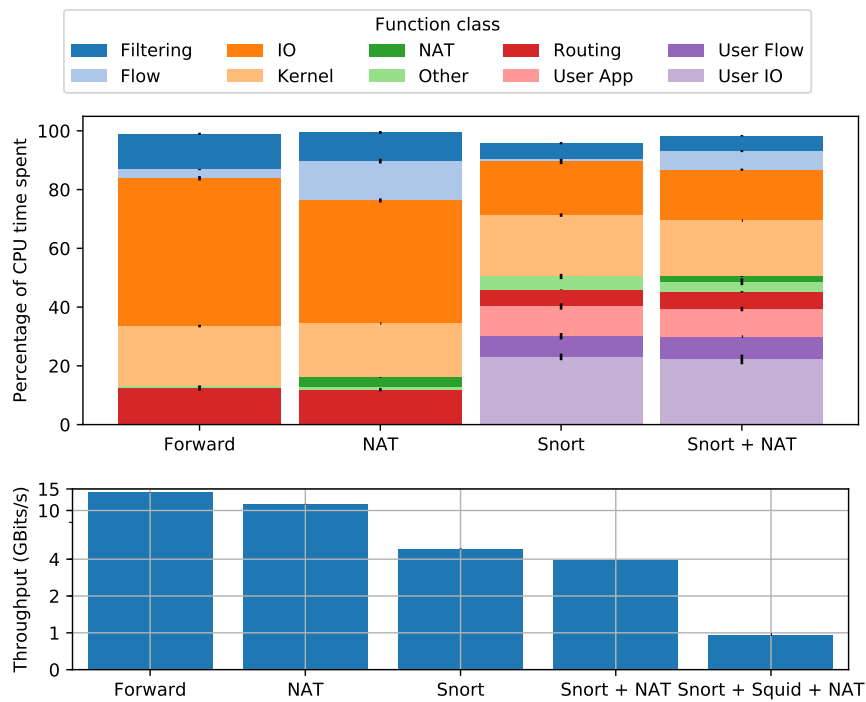 Function class
Filtering IO NAT Routing User Flow
Flow Kernel Other User App User IO
Percentage of CPU time spent
100
80
60
40
20
0
Forward NAT Snort Snort + NAT
Throughput (GBits/s)
15
10
4
2
1
0
Forward NAT Snort Snort + NAT Snort + Squid + NAT